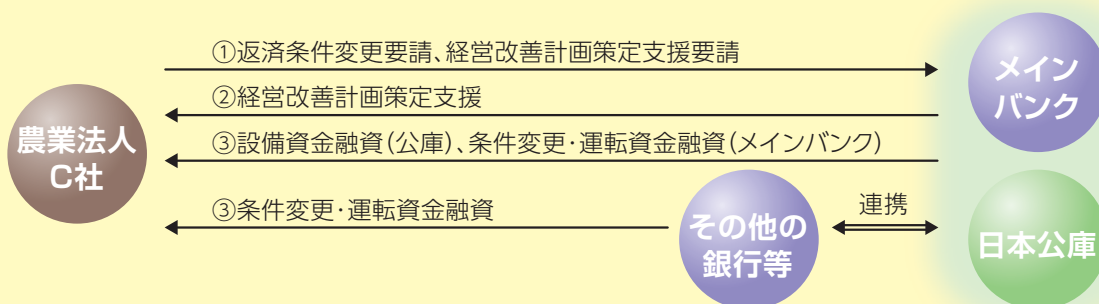 ①返済条件変更要請、経営改善計画策定支援要請
②経営改善計画策定支援
③設備資金融資(公庫)、条件変更・運転資金融資(メインバンク)
③条件変更・運転資金融資
農業法人
C社
メイン
バンク
その他の
銀行等
連携
日本公庫